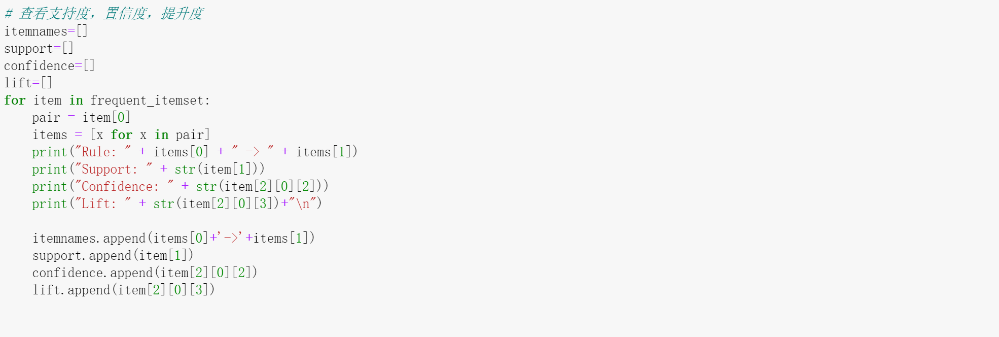 # 查看支持度，置信度，提升度
itemnames=[]
support=[]
confidence=[]
lift=[]
for item in frequent_itemset:
    pair = item[0]
    items = [x for x in pair]
    print("Rule: " + items[0] + " -> " + items[1])
    print("Support: " + str(item[1]))
    print("Confidence: " + str(item[2][0][2]))
    print("Lift: " + str(item[2][0][3])+"\n")

    itemnames.append(items[0]+'->'+items[1])
    support.append(item[1])
    confidence.append(item[2][0][2])
    lift.append(item[2][0][3])